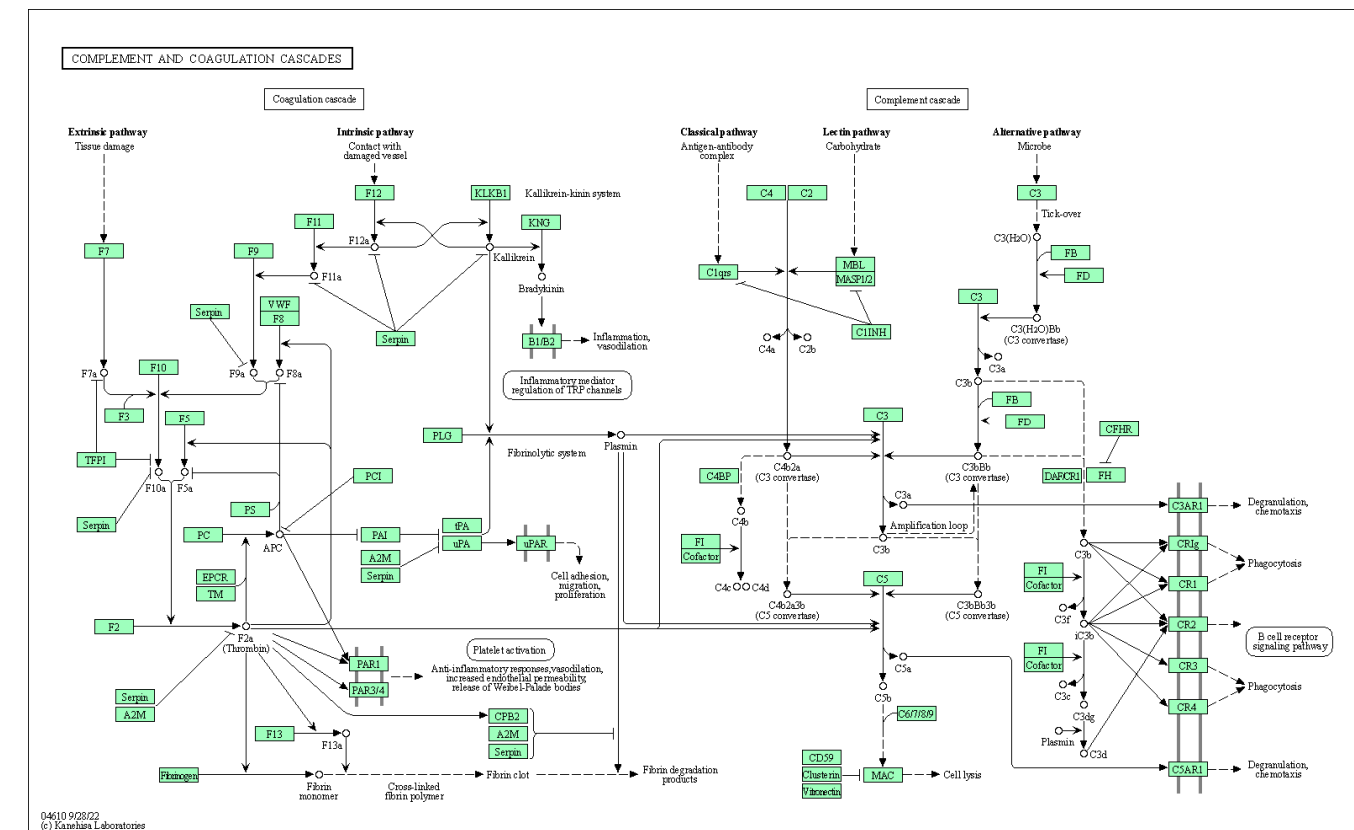 COMPLEMENT AND COAGULATION CASCADES
Coagulation cascade
Complement cascade
Extrinsic pathway
Tissue damage
Intrinsic pathway
Contact with
damaged vessel
Classical pathway
Antigen-antibody
complex
Lectin pathway
Carbohydrate
Alternative pathway
Microbe
F12
KLKB1
Kallikrein-kinin system
C4
C2
C3
F11
KNG
Tick-over
F12a
Kallikrein
C3(H2O)
F7
F9
F11a
C1qrs
MBL
MASP1/2
FB
FD
Bradykinin
VWF
F8
Serpin
Serpin
B1/B2
Inflammation,
vasodilation
C1INH
C3
C3(H2O)Bb
(C3 convertase)
C4a
C2b
C3a
F7a
F10
F9a
F8a
Inflammatory mediator
regulation of TRP channels
C3b
F3
F5
FB
FD
C3
PLG
Plasmin
Fibrinolytic system
CFHR
TFPI
F10a
F5a
PCI
C4BP
C4b2a
(C3 convertase)
C3bBb
(C3 convertase)
DAF/CR1
FH
PS
C4b
C3a
C3AR1
Degranulation,
chemotaxis
Serpin
PC
APC
PAI
tPA
uPA
uPAR
Amplification loop
C3b
FI
Cofactor
C3b
CRIg
Phagocytosis
A2M
Serpin
Cell adhesion,
migration,
proliferation
EPCR
TM
C4c
C4d
C5
C4b2a3b
(C5 convertase)
C3bBb3b
(C5 convertase)
FI
Cofactor
CR1
C3f
F2
F2a
(Thrombin)
iC3b
CR2
B cell receptor
signaling pathway
Platelet activation
PAR1
PAR3/4
Anti-inflammatory responses,vasodilation,
increased endothelial permeability,
release of Weibel-Palade bodies
C5a
C5b
FI
Cofactor
C3c
CR3
Phagocytosis
CR4
Serpin
A2M
C3dg
Plasmin
C3d
CPB2
A2M
Serpin
C6/7/8/9
F13
F13a
Fibrinogen
Fibrin
monomer
Cross-linked
fibrin polymer
Fibrin clot
Fibrin degradation
products
CD59
Clusterin
Vitronectin
MAC
Cell lysis
C5AR1
Degranulation,
chemotaxis
04610 9/28/22
(c) Kanehisa Laboratories